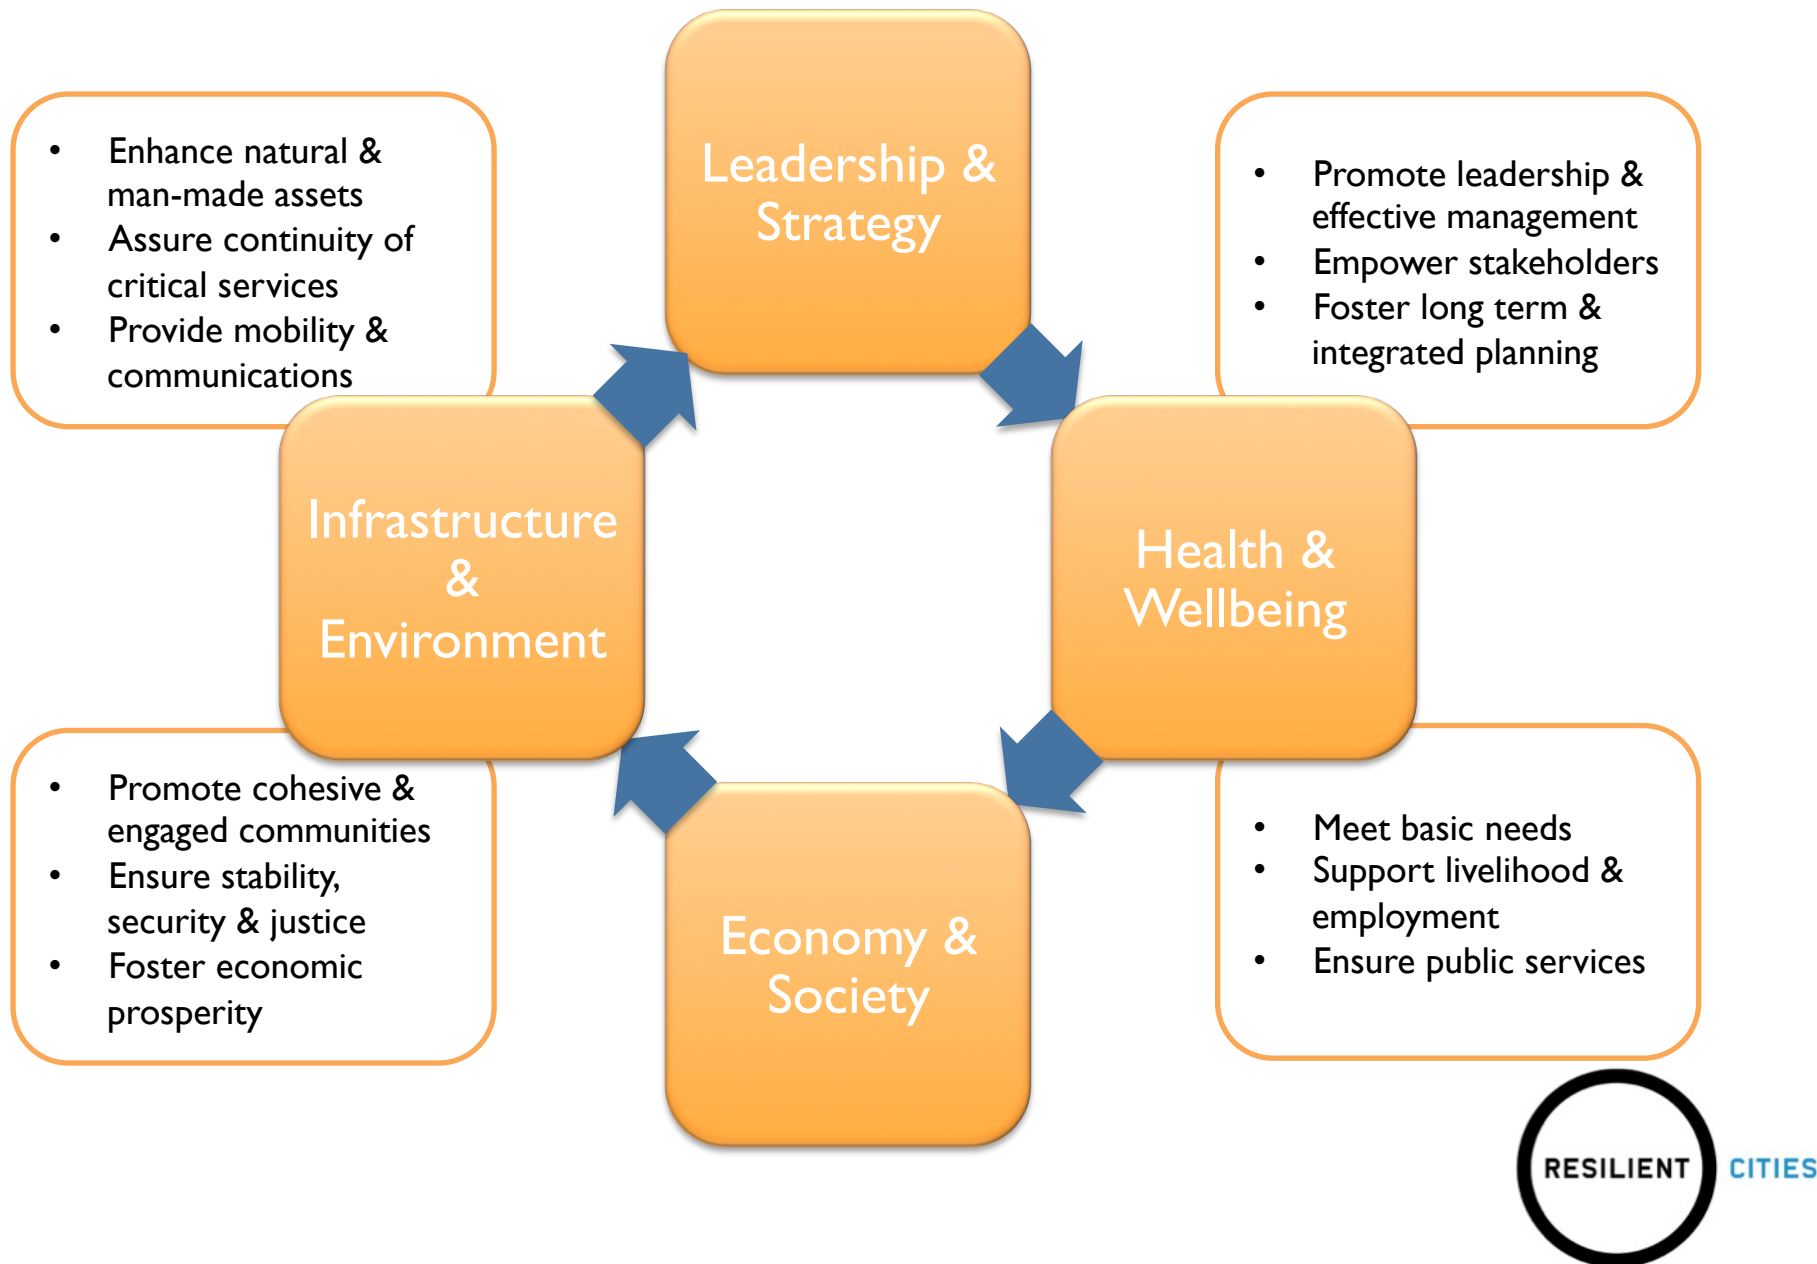 Leadership &
Strategy
• Enhance natural &
man-made assets
• Assure continuity of
critical services
• Provide mobility &
communications
• Promote leadership &
effective management
• Empower stakeholders
• Foster long term &
integrated planning
Infrastructure
&
Environment
Health &
Wellbeing
• Promote cohesive &
engaged communities
• Ensure stability,
security & justice
• Foster economic
prosperity
Economy &
Society
• Meet basic needs
• Support livelihood &
employment
• Ensure public services
RESILIENT CITIES